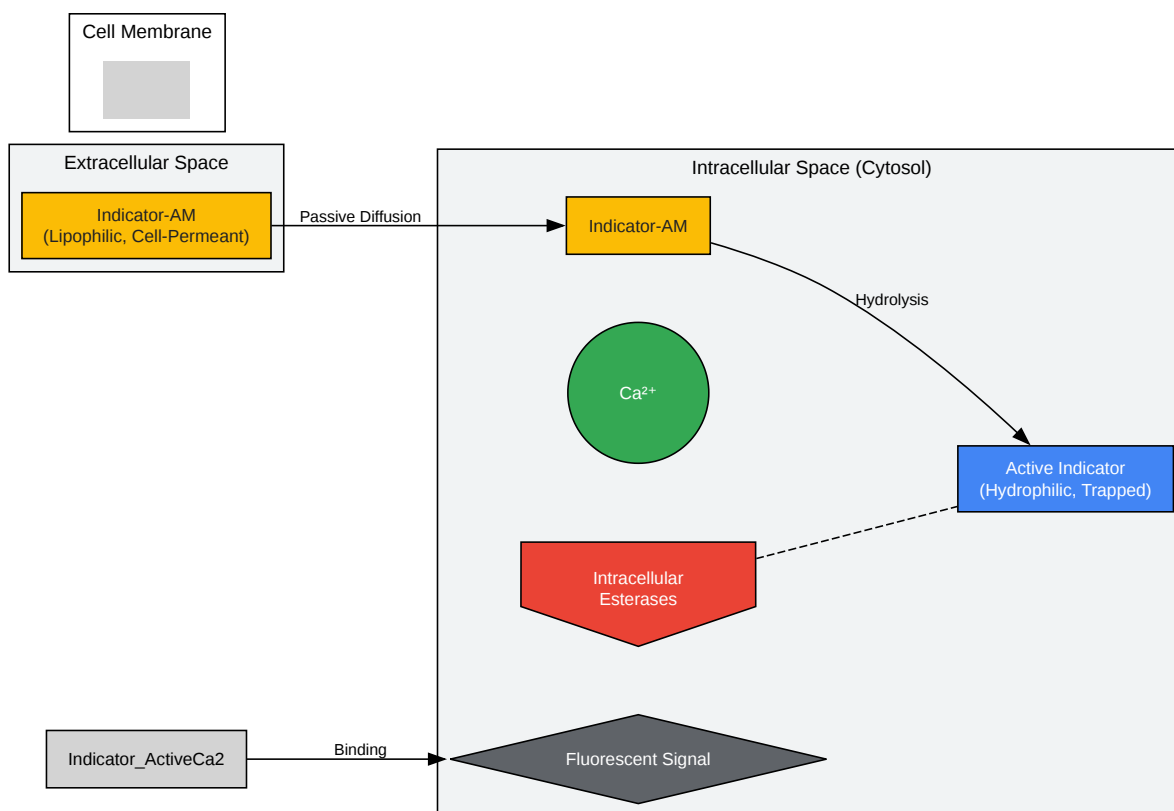 Cell Membrane
Extracellular Space
Indicator-AM
(Lipophilic, Cell-Permeant)
Passive Diffusion
Intracellular Space (Cytosol)
Indicator-AM
Hydrolysis
Ca²⁺
Active Indicator
(Hydrophilic, Trapped)
Intracellular
Esterases
Indicator_ActiveCa2
Binding
Fluorescent Signal